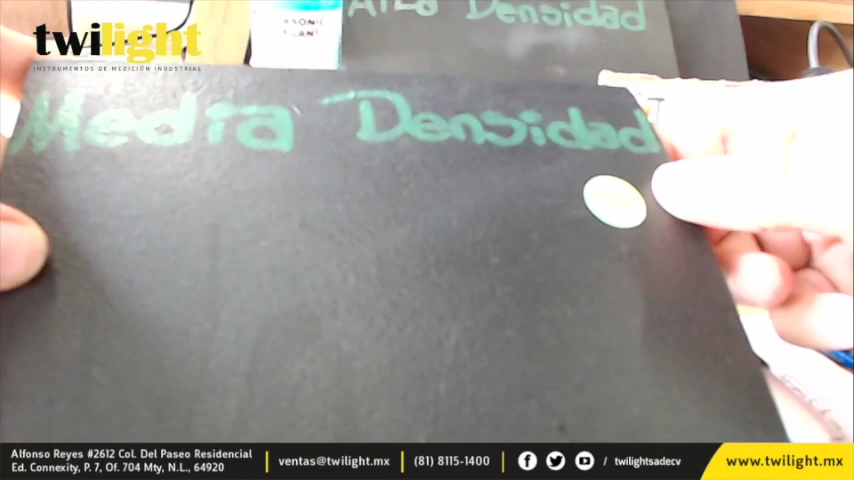 twilight
INSTRUMENTOS DE MEDICIÓN INDUSTRIAL
Alta Densidad
Media Densidad
Alfonso Reyes #2612 Col. Del Paseo Residencial
Ed. Connexity, P. 7, Of. 704 Mty, N.L., 64920
ventas@twilight.mx
(81) 8115-1400
/ twilightsadecv
www.twilight.mx